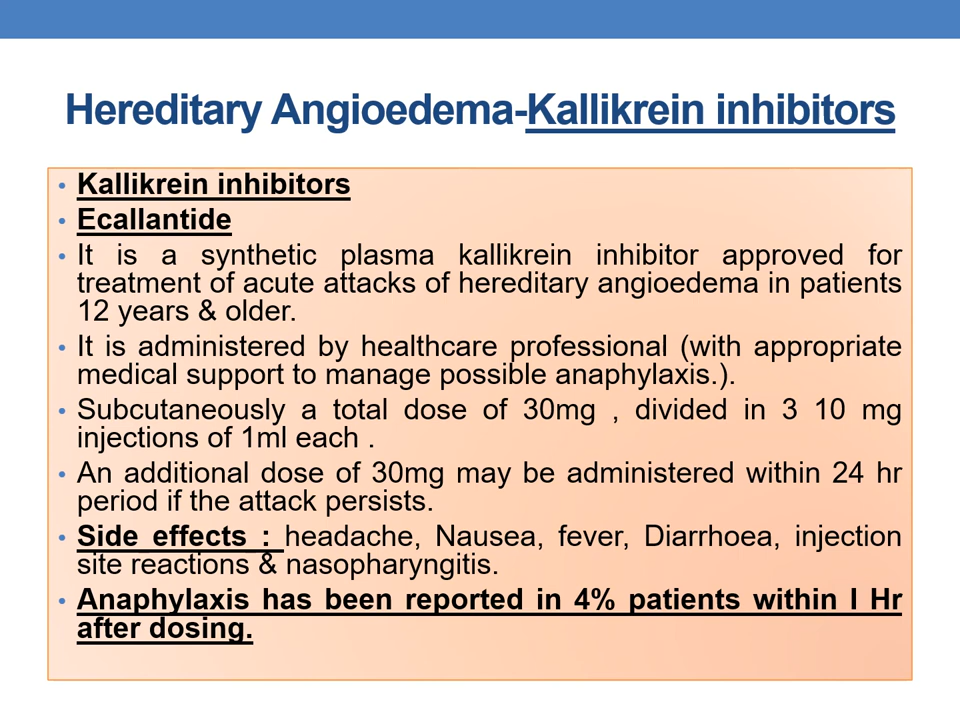 Hereditary Angioedema-Kallikrein inhibitors
• Kallikrein inhibitors
• Ecallantide
• It is a synthetic plasma kallikrein inhibitor approved for
treatment of acute attacks of hereditary angioedema in patients
12 years & older.
• It is administered by healthcare professional (with appropriate
medical support to manage possible anaphylaxis.).
• Subcutaneously a total dose of 30mg , divided in 3 10 mg
injections of 1ml each .
• An additional dose of 30mg may be administered within 24 hr
period if the attack persists.
• Side effects : headache, Nausea, fever, Diarrhoea, injection
site reactions & nasopharyngitis.
• Anaphylaxis has been reported in 4% patients within I Hr
after dosing.